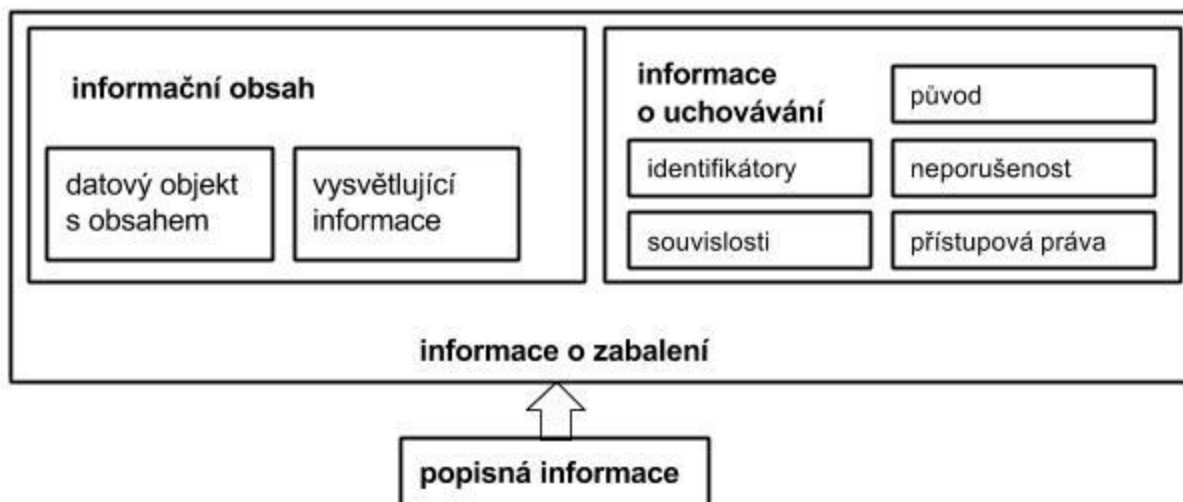 informační obsah
datový objekt
s obsahem
vysvětlující
informace
informace
o uchovávání
původ
identifikátory
neporušenost
souvislosti
přístupová práva
informace o zabalení
popisná informace